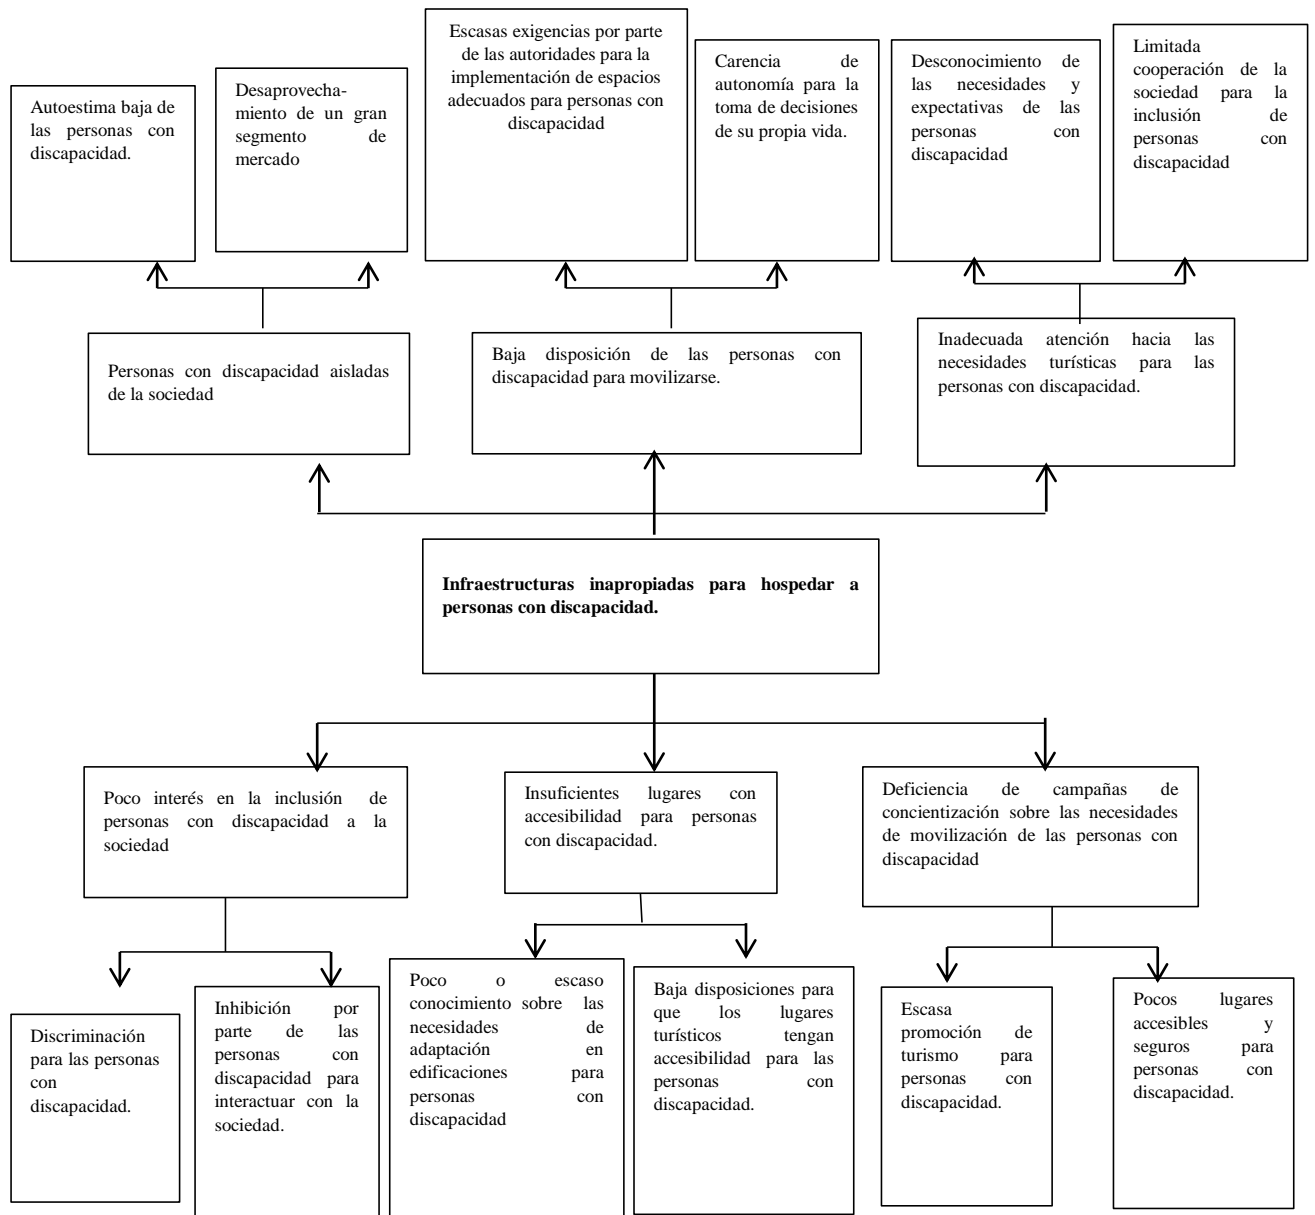 Autoestima baja de
las personas con
discapacidad.
Desaprovecha-
miento de un gran
segmento de
mercado
Escasas exigencias por parte
de las autoridades para la
implementación de espacios
adecuados para personas con
discapacidad
Carencia de
autonomía para la
toma de decisiones
de su propia vida.
Desconocimiento de
las necesidades y
expectativas de las
personas con
discapacidad
Limitada
cooperación de la
sociedad para la
inclusión de
personas con
discapacidad
Personas con discapacidad aisladas
de la sociedad
Baja disposición de las personas con
discapacidad para movilizarse.
Inadecuada atención hacia las
necesidades turísticas para las
personas con discapacidad.
Infraestructuras inapropiadas para hospedar a
personas con discapacidad.
Poco interés en la inclusión de
personas con discapacidad a la
sociedad
Insuficientes lugares con
accesibilidad para personas
con discapacidad.
Deficiencia de campañas de
concientización sobre las necesidades
de movilización de las personas con
discapacidad
Discriminación
para las personas
con
discapacidad.
Inhibición por
parte de las
personas con
discapacidad para
interactuar con la
sociedad.
Poco o escaso
conocimiento sobre las
necesidades de
adaptación en
edificaciones para
personas con
discapacidad
Baja disposiciones para
que los lugares
turísticos tengan
accesibilidad para las
personas con
discapacidad.
Escasa
promoción de
turismo para
personas con
discapacidad.
Pocos lugares
accesibles y
seguros para
personas con
discapacidad.